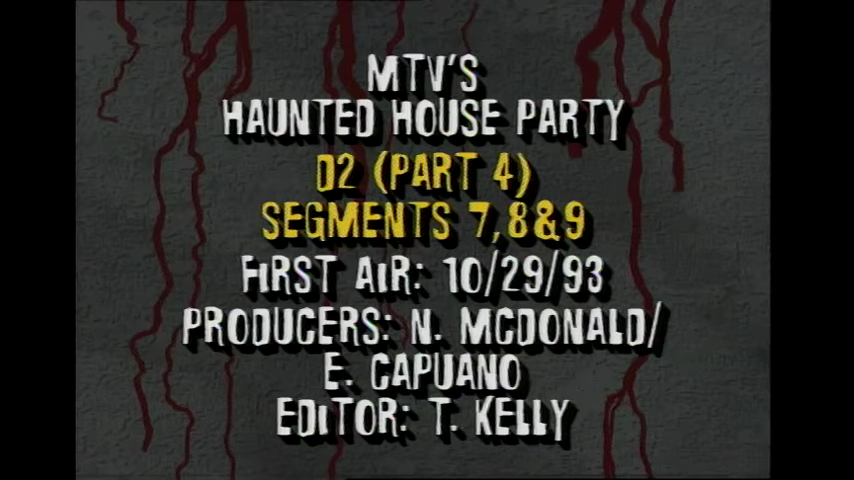 MTV'S
HAUNTED HOUSE PARTY
D2 (PART 4)
SEGMENTS 7,8&9
FiRST AiR: 10/29/93
PRODUCERS: N. MCDONALD/
E. CAPUANO
EDiTOR: T. KELLY